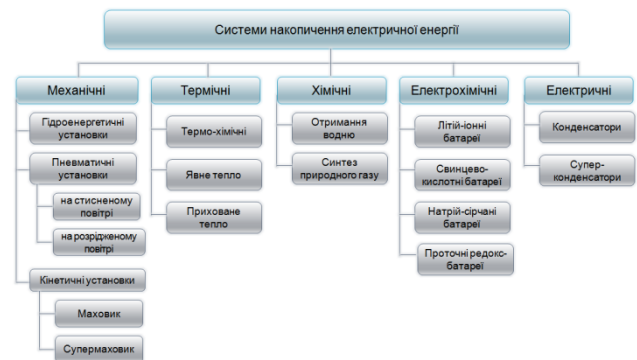 Системи накопичення електричної енергії
Механічні
Термічні
Хімічні
Електрохімічні
Електричні
Гідроенергетичні
установки
Пневматичні
установки
на стисненому
повітрі
на розрідженому
повітрі
Кінетичні установки
Маховик
Супермаховик
Термо-хімічні
Явне тепло
Приховане
тепло
Отримання
водню
Синтез
природного газу
Літій-іонні
батареї
Свинцево-
кислотні батареї
Натрій-сірчані
батареї
Проточні редокс-
батареї
Конденсатори
Супер-
конденсатори